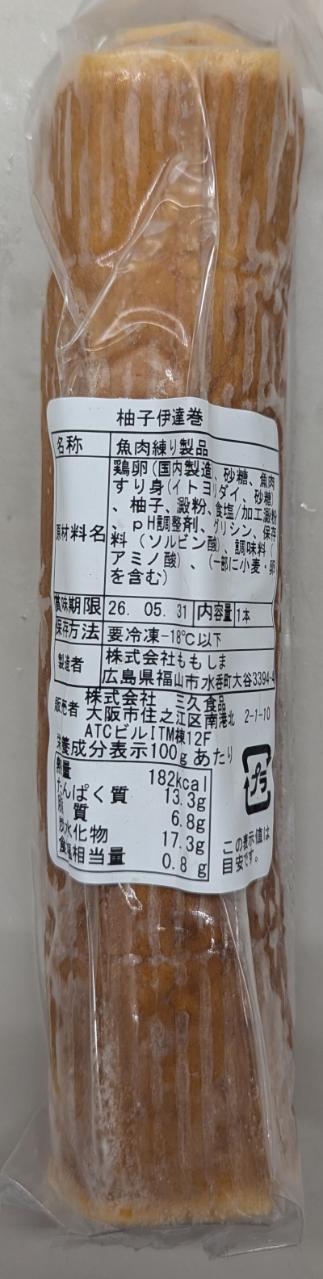 柚子伊達巻
名称 魚肉練り製品
原材料名 鶏卵(国内製造)、砂糖、魚肉
すり身(イトヨリダイ、砂糖)
、柚子、澱粉、食塩/加工澱粉
、pH調整剤、グリシン、保存
料(ソルビン酸)、調味料(
アミノ酸)、(一部に小麦・卵
を含む)
賞味期限 26. 05. 31 内容量 1本
保存方法 要冷凍-18℃以下
製造者 株式会社ももしま
広島県福山市水呑町大谷3394-4
販売者 株式会社 三久食品
大阪市住之江区南港北 2-1-10
ATCビルITM棟12F
栄養成分表示100gあたり
熱量 182kcal
たんぱく質 13.3g
脂質 6.8g
炭水化物 17.3g
食塩相当量 0.8g
プラ
この表示値は
目安です。